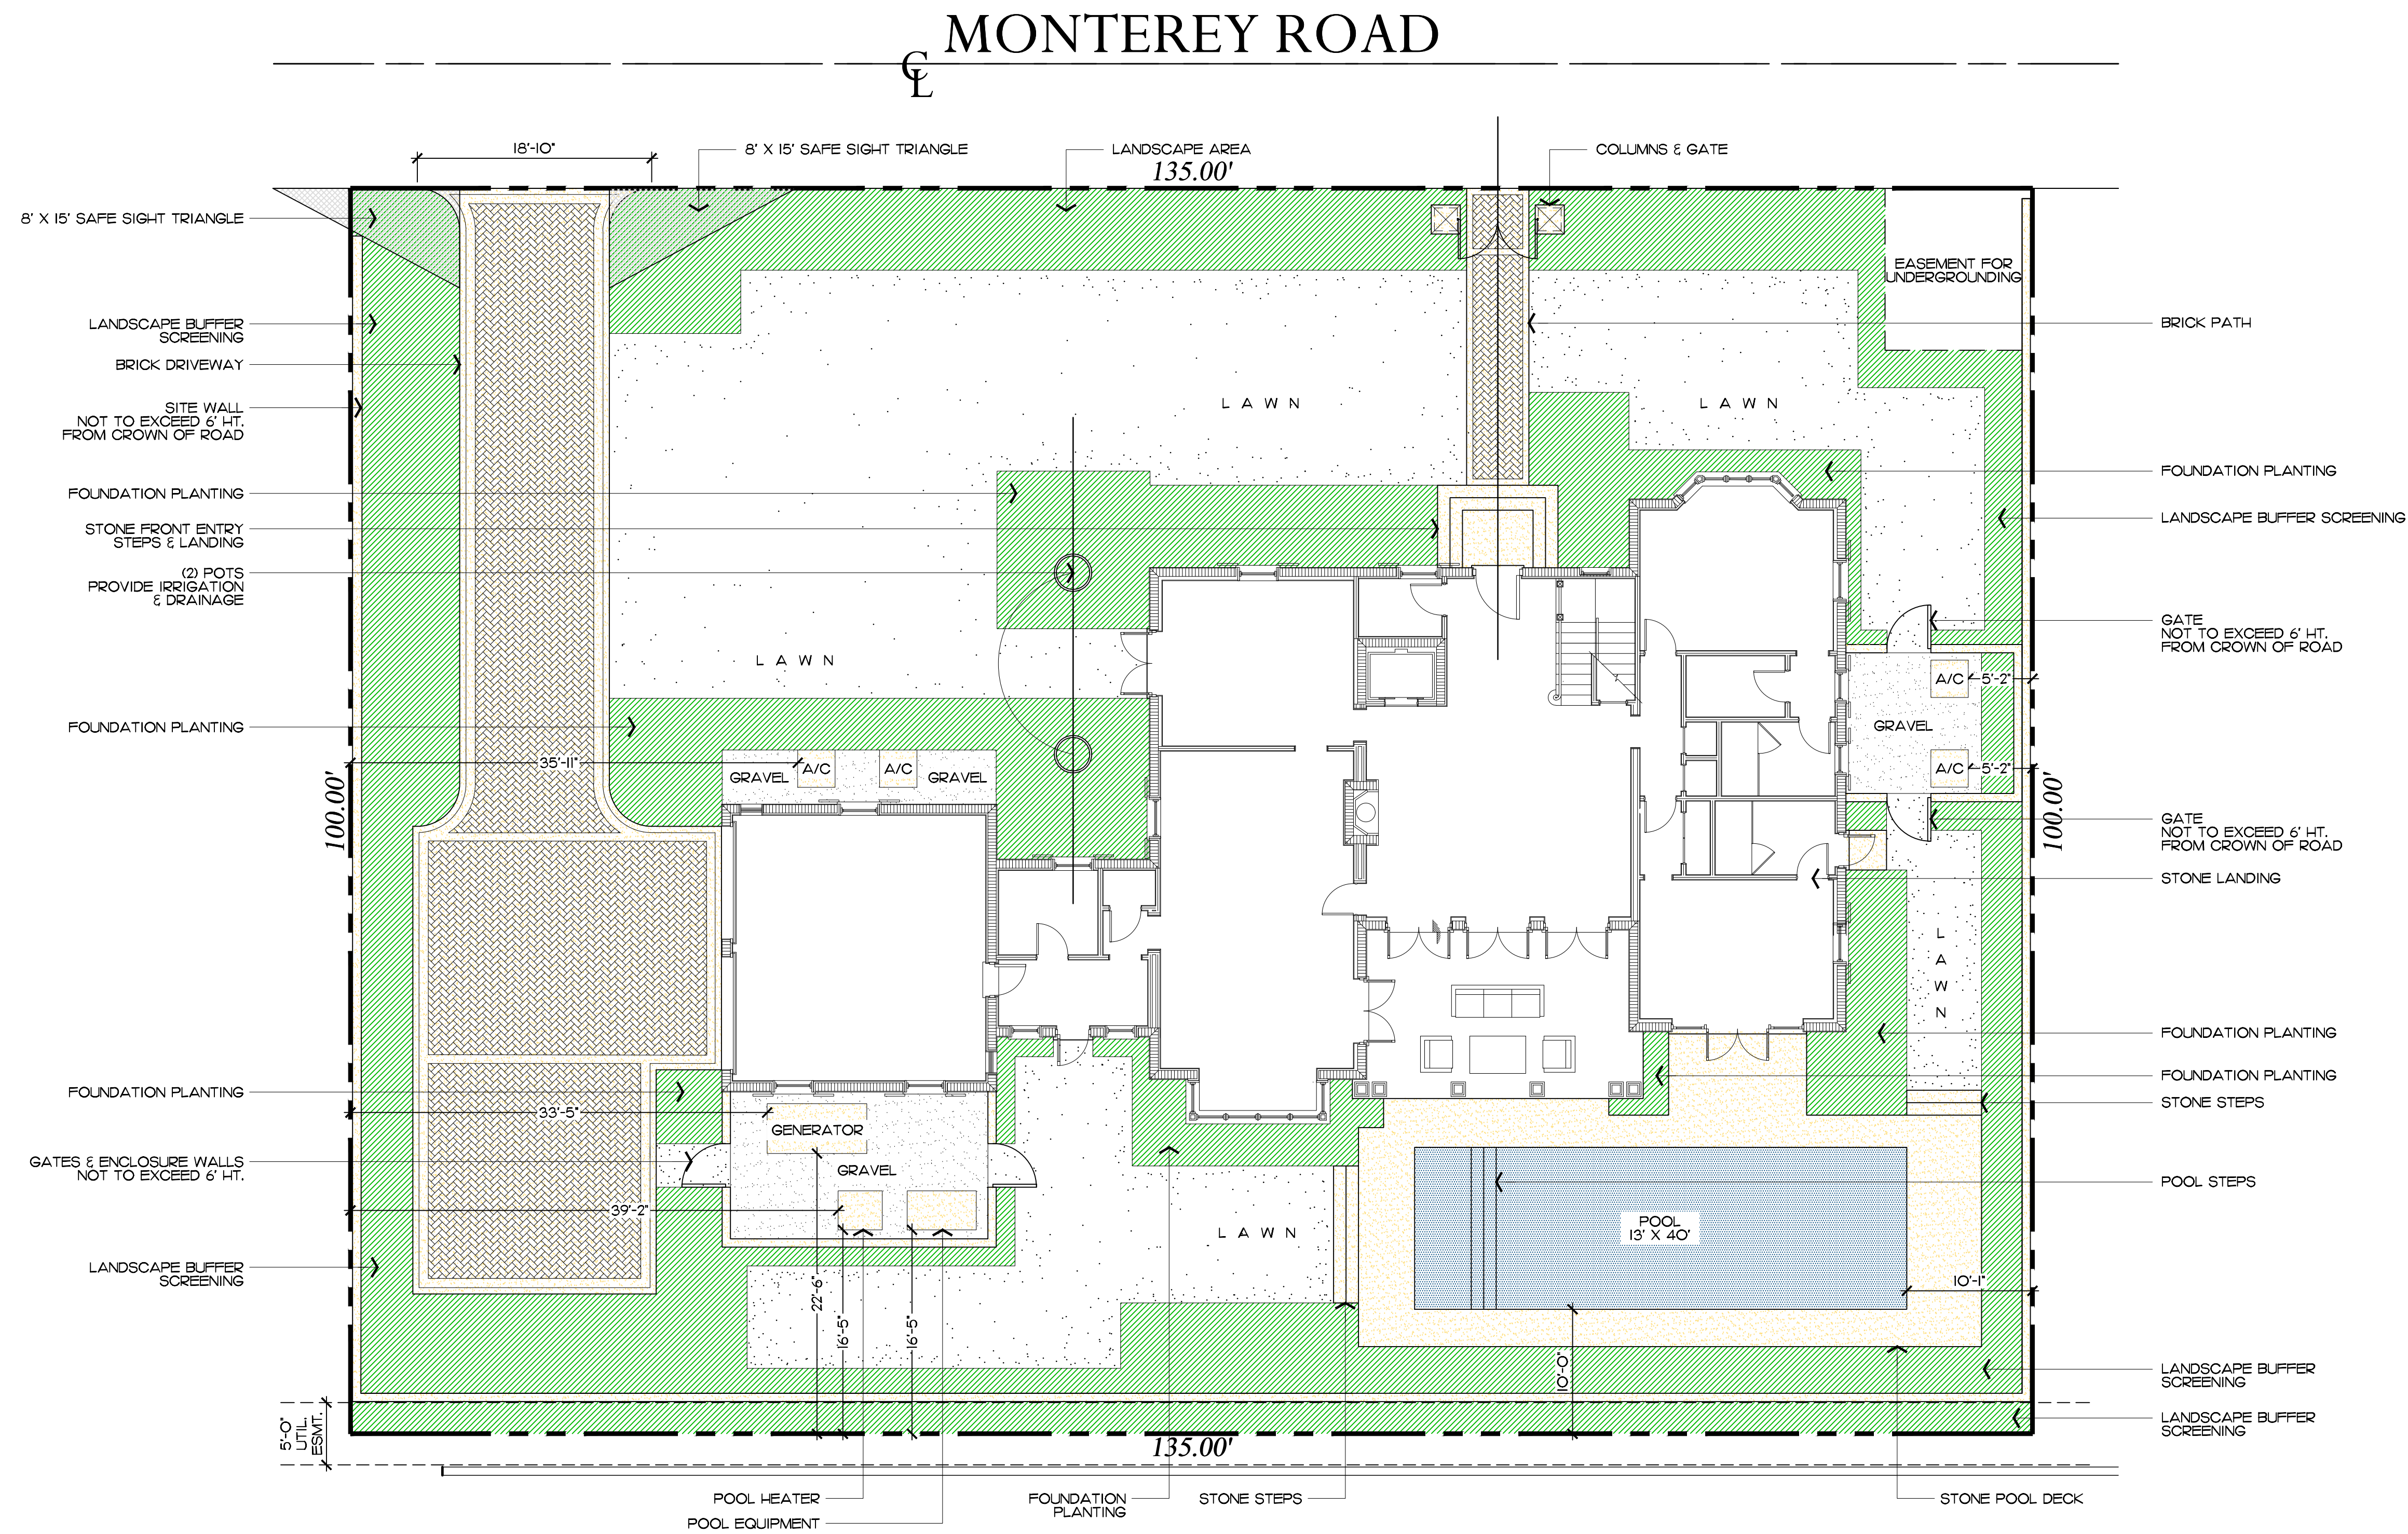 MONTEREY ROAD
CL
18'-10"
8' X 15' SAFE SIGHT TRIANGLE
LANDSCAPE AREA
135.00'
COLUMNS & GATE
8' X 15' SAFE SIGHT TRIANGLE
EASEMENT FOR
UNDERGROUNDING
LANDSCAPE BUFFER
SCREENING
BRICK PATH
BRICK DRIVEWAY
SITE WALL
NOT TO EXCEED 6' HT.
FROM CROWN OF ROAD
LAWN
LAWN
FOUNDATION PLANTING
FOUNDATION PLANTING
STONE FRONT ENTRY
STEPS & LANDING
LANDSCAPE BUFFER SCREENING
(2) POTS
PROVIDE IRRIGATION
& DRAINAGE
GATE
NOT TO EXCEED 6' HT.
FROM CROWN OF ROAD
LAWN
A/C
5'-2"
GRAVEL
FOUNDATION PLANTING
35'-11"
GRAVEL
A/C
A/C
GRAVEL
A/C
5'-2"
100.00'
100.00'
GATE
NOT TO EXCEED 6' HT.
FROM CROWN OF ROAD
STONE LANDING
L
A
W
N
FOUNDATION PLANTING
FOUNDATION PLANTING
FOUNDATION PLANTING
STONE STEPS
33'-5"
GENERATOR
GATES & ENCLOSURE WALLS
NOT TO EXCEED 6' HT.
GRAVEL
POOL STEPS
39'-2"
LAWN
POOL
13' X 40'
LANDSCAPE BUFFER
SCREENING
22'-6"
16'-5"
16'-5"
10'-1"
10'-0"
LANDSCAPE BUFFER
SCREENING
5'-0"
UTIL.
ESMT.
LANDSCAPE BUFFER
SCREENING
135.00'
POOL HEATER
FOUNDATION
PLANTING
STONE STEPS
STONE POOL DECK
POOL EQUIPMENT